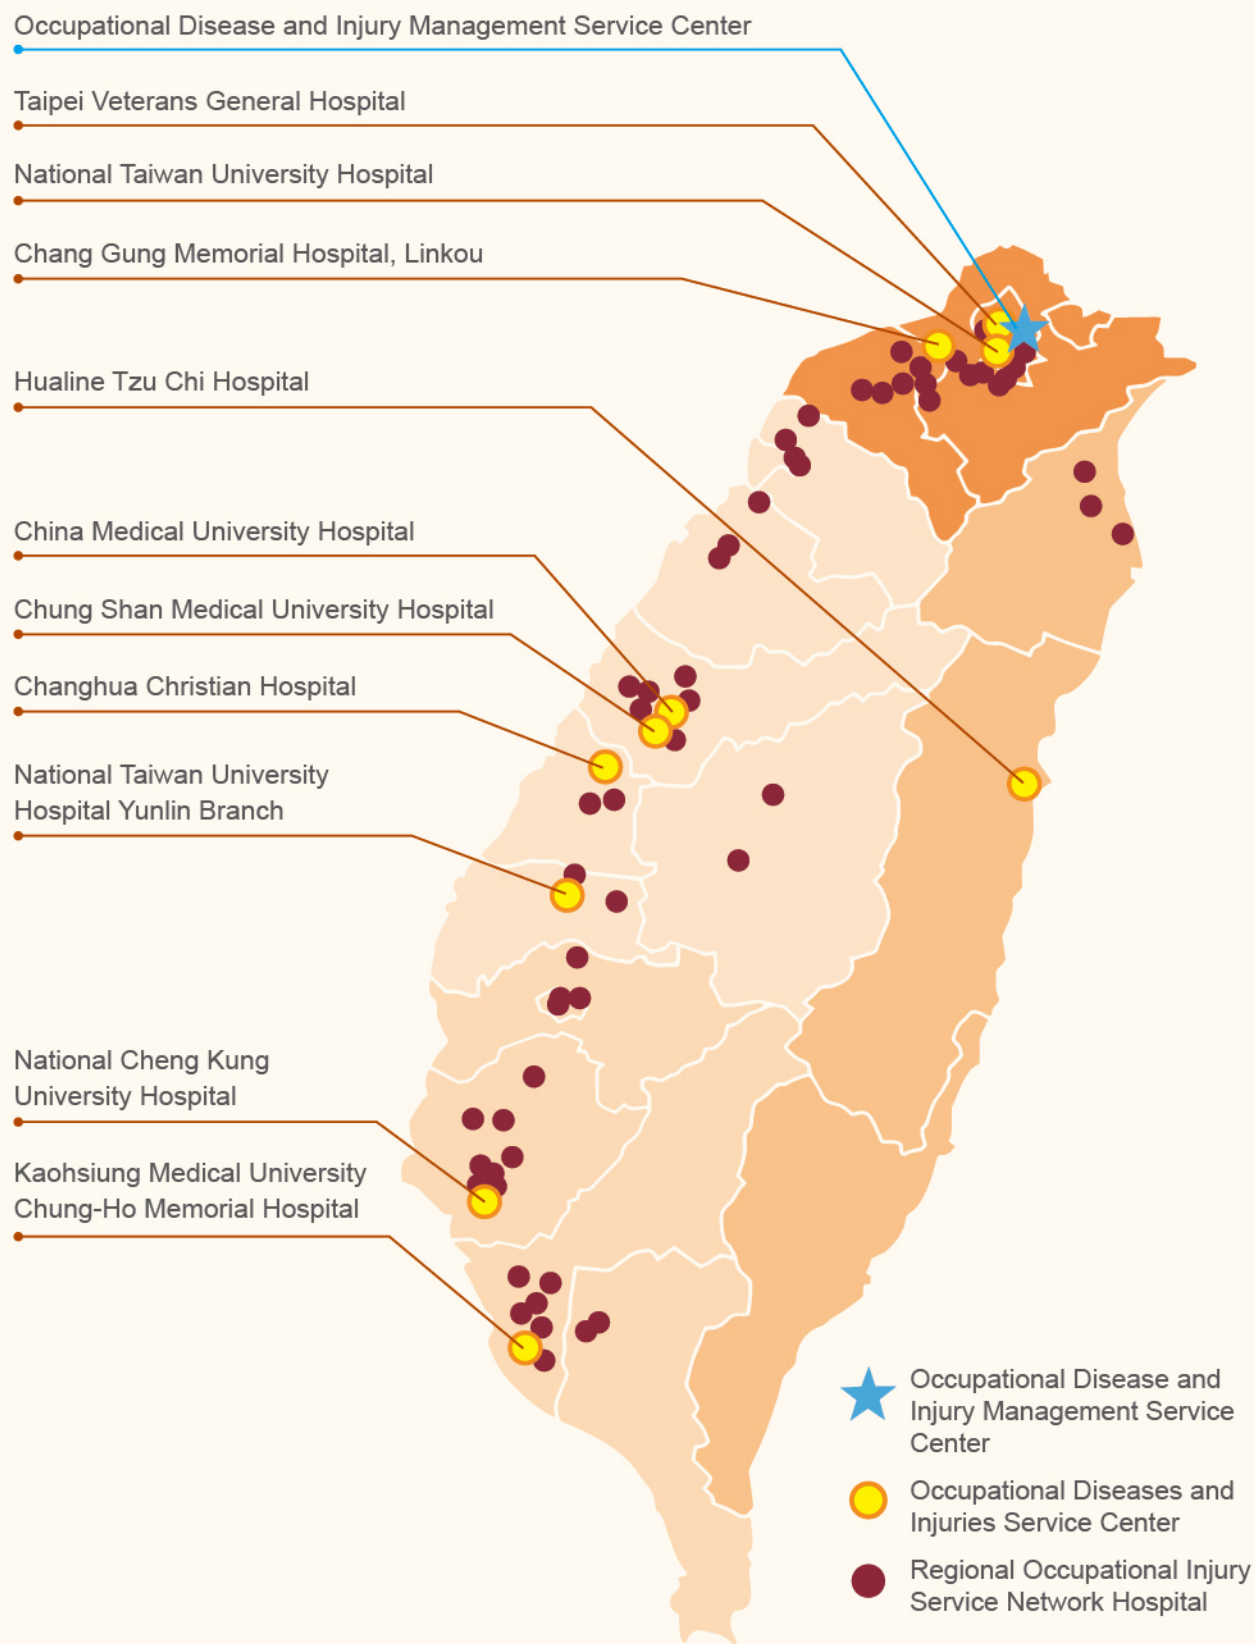 Occupational Disease and Injury Management Service Center
Taipei Veterans General Hospital
National Taiwan University Hospital
Chang Gung Memorial Hospital, Linkou
Hualine Tzu Chi Hospital
China Medical University Hospital
Chung Shan Medical University Hospital
Changhua Christian Hospital
National Taiwan University
Hospital Yunlin Branch
National Cheng Kung
University Hospital
Kaohsiung Medical University
Chung-Ho Memorial Hospital
Occupational Disease and
Injury Management Service
Center
Occupational Diseases and
Injuries Service Center
Regional Occupational Injury
Service Network Hospital